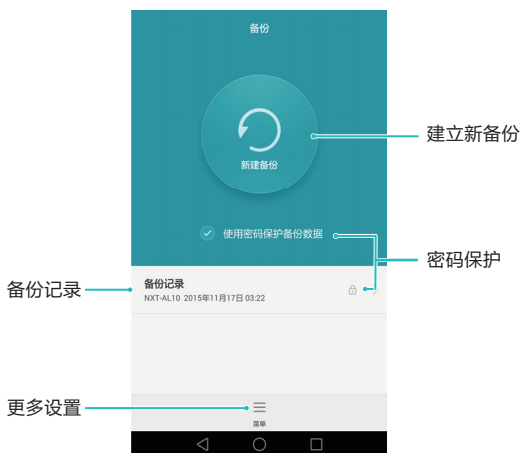 备份
新建备份
建立新备份
使用密码保护备份数据
密码保护
备份记录
备份记录
NXT-AL10 2015年11月17日 03:22
更多设置
菜单